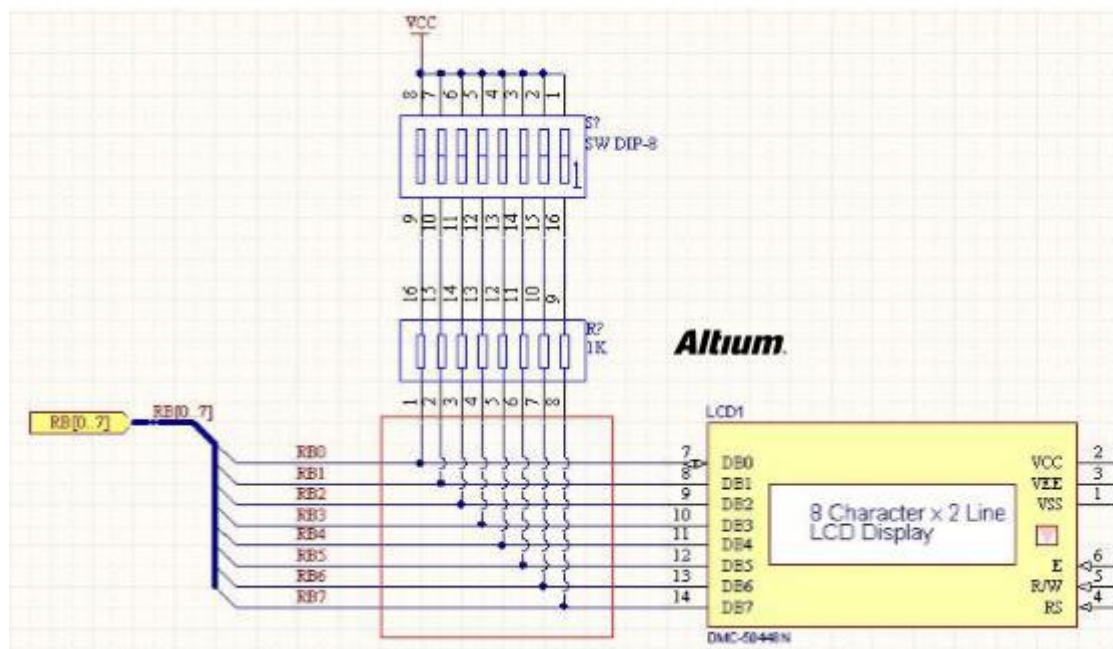 VCC
8 7 6 5 4 3 2 1
S?
SW DIP-8
1
9 10 11 12 13 14 15 16
16 15 14 13 12 11 10 9
R?
1K
Altium
1 2 3 4 5 6 7 8
RB[0..7]
RB[0..7]
LCD1
RB0 7 DB0 VCC 2
RB1 8 DB1 VEE 3
RB2 9 DB2 VSS 1
8 Character x 2 Line
LCD Display
RB3 10 DB3
RB4 11 DB4
RB5 12 DB5 E 6
RB6 13 DB6 R/W 5
RB7 14 DB7 RS 4
DMC-50448N